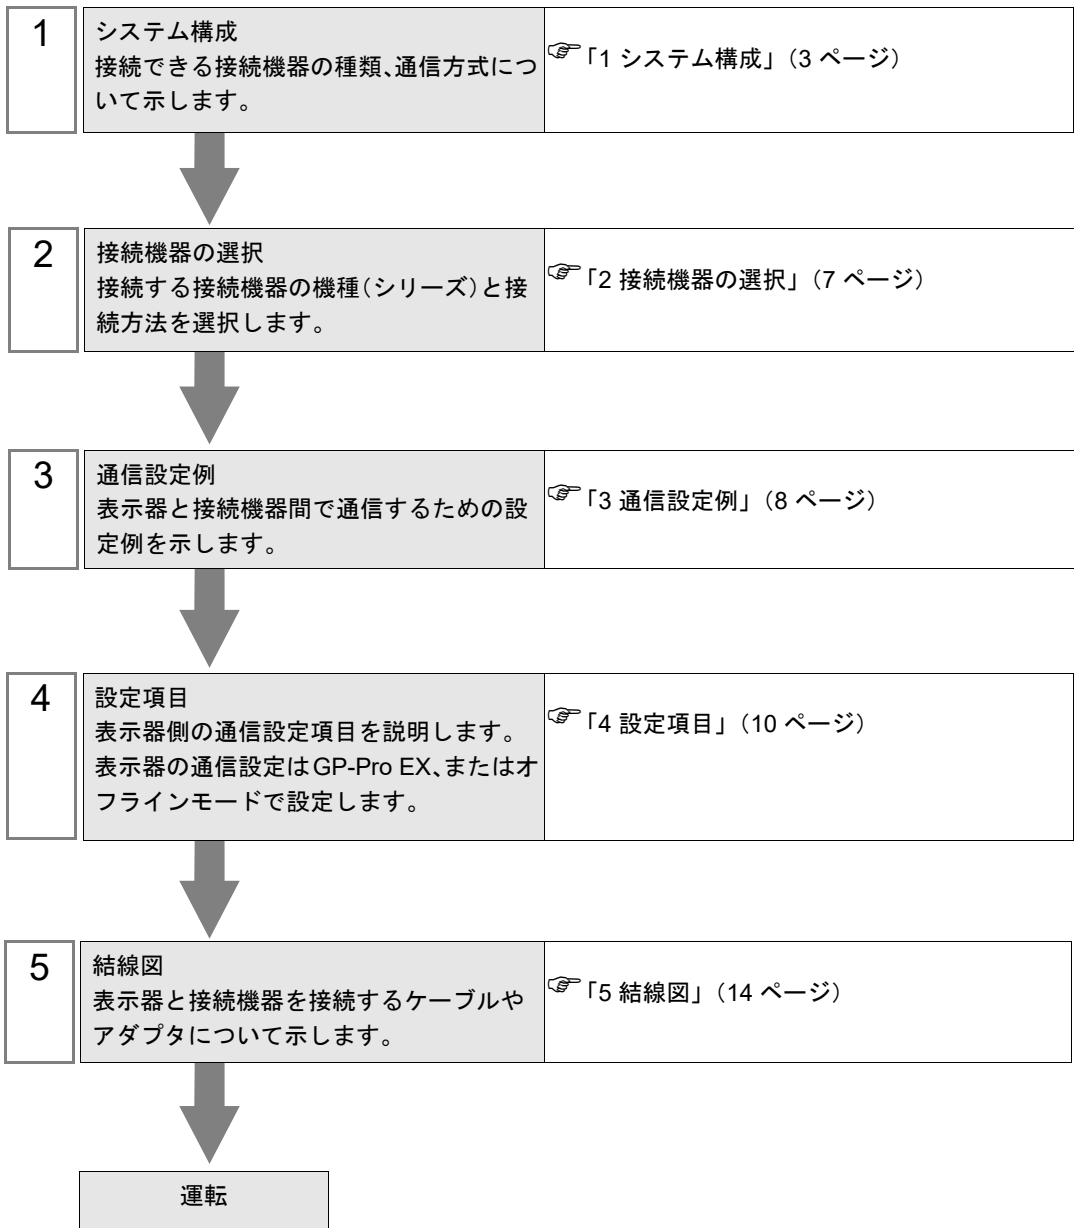 1
システム構成
接続できる接続機器の種類、通信方式につ
いて示します。
「1 システム構成」（3 ページ）
2
接続機器の選択
接続する接続機器の機種（シリーズ）と接
続方法を選択します。
「2 接続機器の選択」（7 ページ）
3
通信設定例
表示器と接続機器間で通信するための設
定例を示します。
「3 通信設定例」（8 ページ）
4
設定項目
表示器側の通信設定項目を説明します。
表示器の通信設定はGP-Pro EX、またはオ
フラインモードで設定します。
「4 設定項目」（10 ページ）
5
結線図
表示器と接続機器を接続するケーブルや
アダプタについて示します。
「5 結線図」（14 ページ）
運転